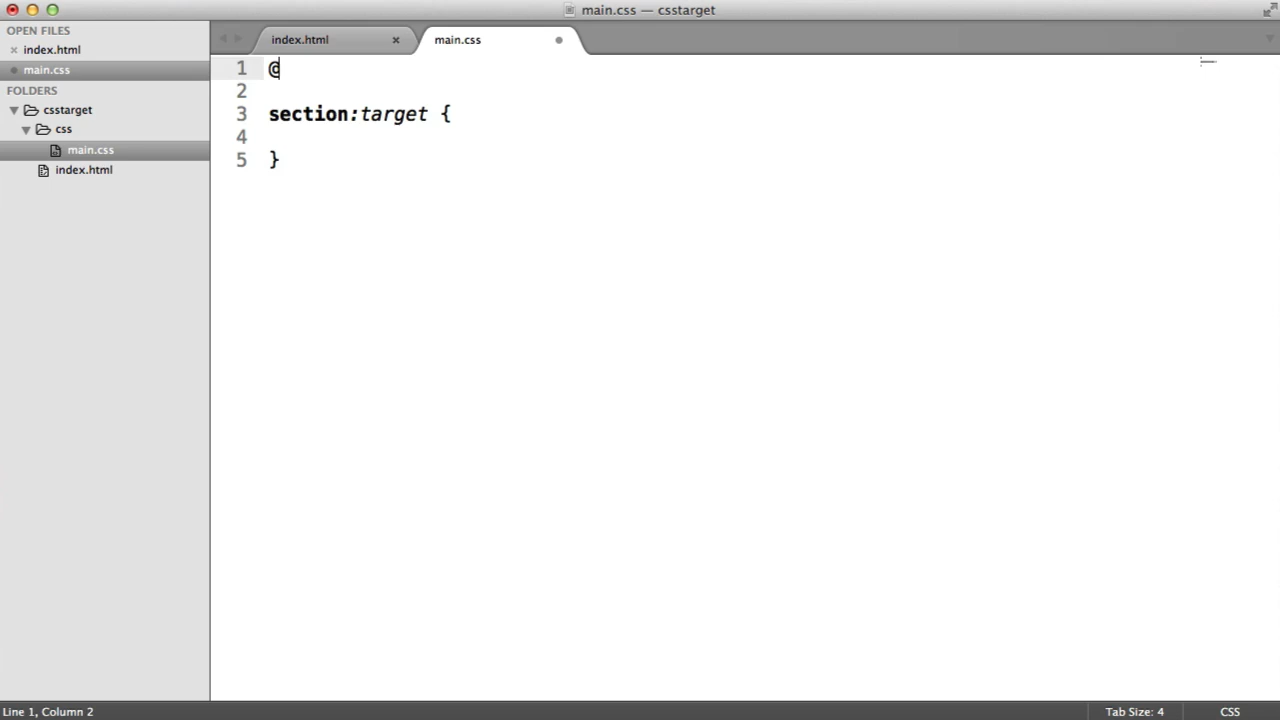 main.css — csstarget
OPEN FILES
index.html
main.css
FOLDERS
csstarget
css
main.css
index.html
index.html
main.css
1 @
2
3 section:target {
4
5 }
Line 1, Column 2
Tab Size: 4
CSS